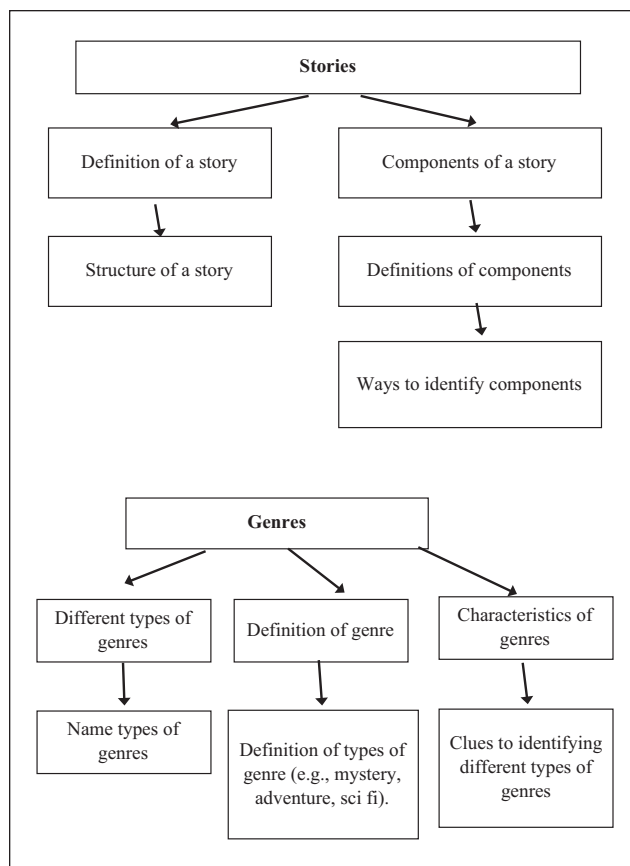 Stories
Definition of a story
Components of a story
Structure of a story
Definitions of components
Ways to identify components
Genres
Different types of
genres
Definition of genre
Characteristics of
genres
Name types of
genres
Definition of types of
genre (e.g., mystery,
adventure, sci fi).
Clues to identifying
different types of
genres